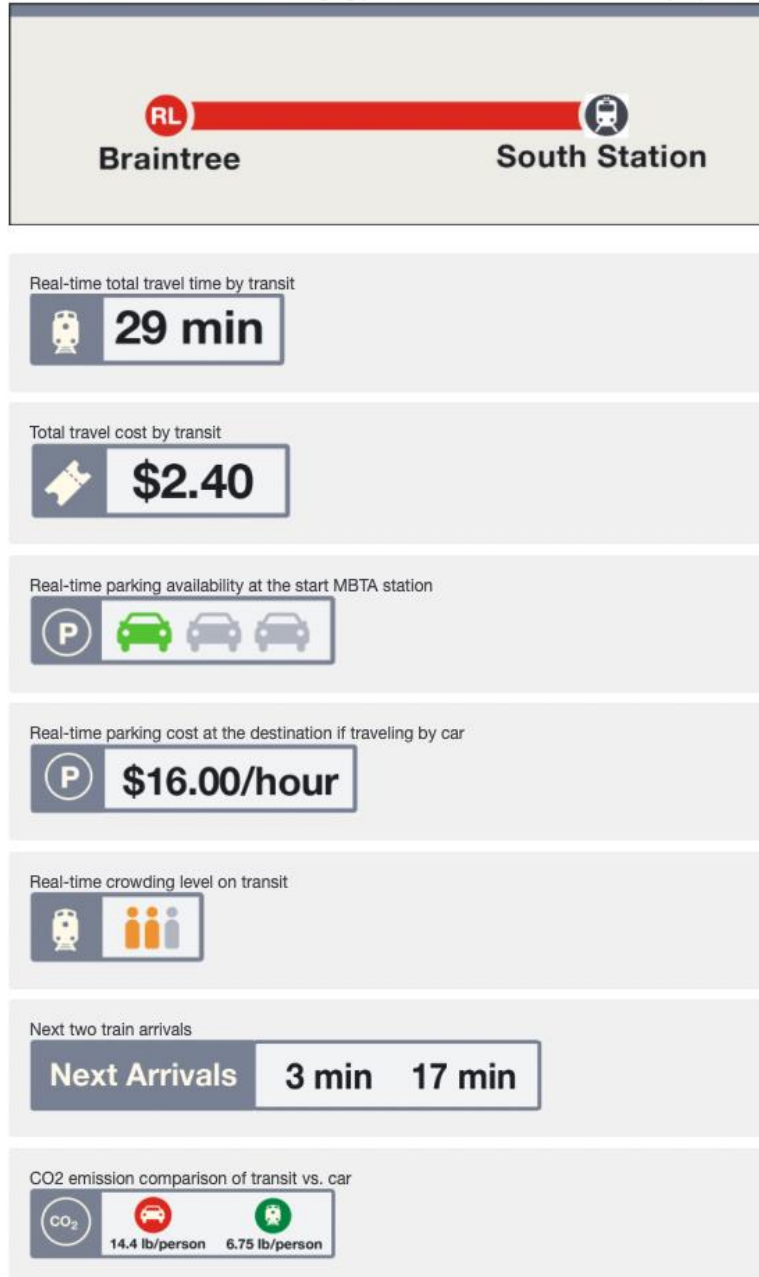 RL
Braintree South Station
Real-time total travel time by transit
29 min
Total travel cost by transit
$2.40
Real-time parking availability at the start MBTA station
P
Real-time parking cost at the destination if traveling by car
P $16.00/hour
Real-time crowding level on transit
Next two train arrivals
Next Arrivals 3 min 17 min
CO2 emission comparison of transit vs. car
CO₂
14.4 lb/person 6.75 lb/person